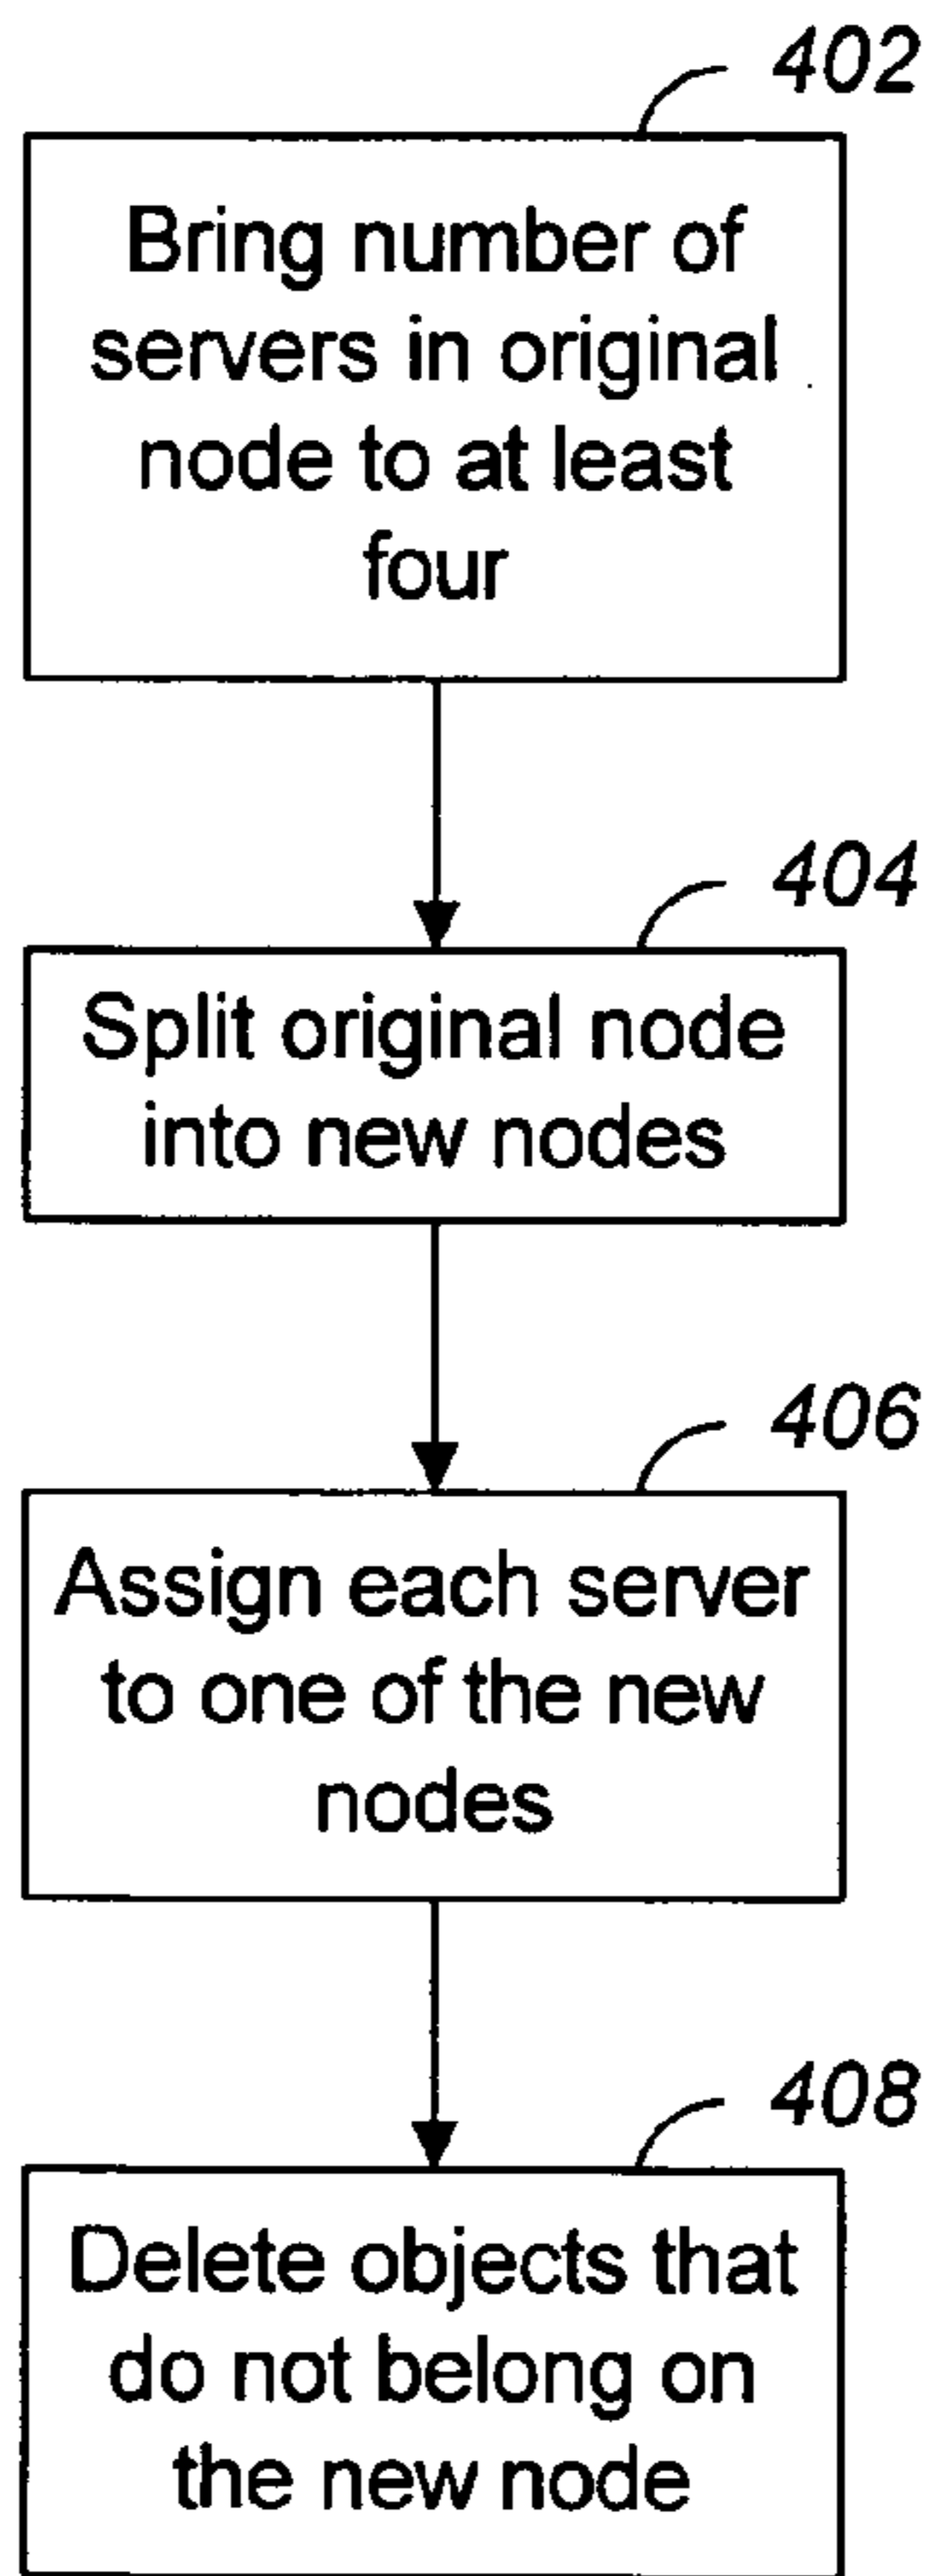 402
Bring number of
servers in original
node to at least
four
404
Split original node
into new nodes
406
Assign each server
to one of the new
nodes
408
Delete objects that
do not belong on
the new node